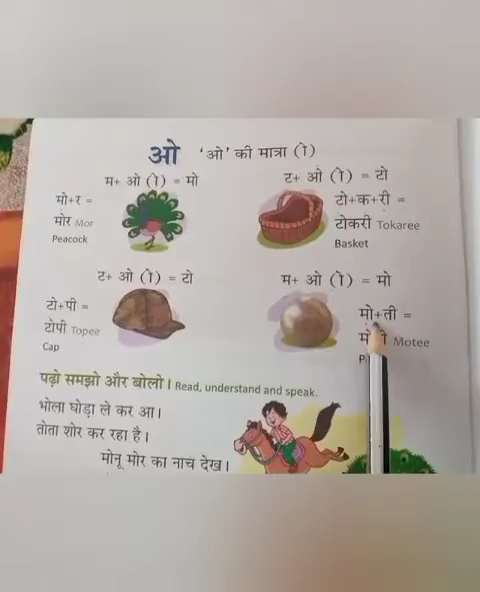 ओ 'ओ' की मात्रा (ो)
म+ ओ (ो) = मो
मो+र =
मोर Mor
Peacock
ट+ ओ (ो) = टो
टो+क+री =
टोकरी Tokaree
Basket
ट+ ओ (ो) = टो
टो+पी =
टोपी Topee
Cap
म+ ओ (ो) = मो
मो+ती =
Motee
पढ़ो समझो और बोलो। Read, understand and speak.
भोला घोड़ा ले कर आ।
तोता शोर कर रहा है।
मोनू मोर का नाच देख।